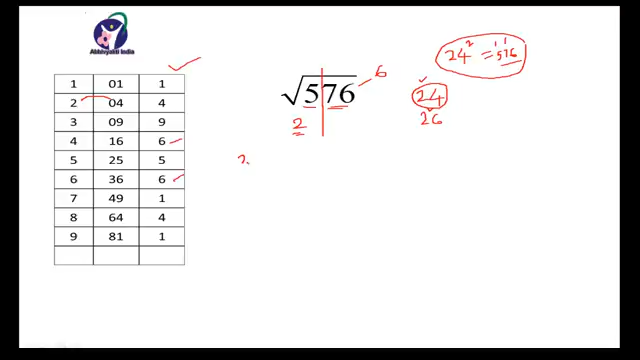 Abhhyakti India
1 01 1
2 04 4
3 09 9
4 16 6
5 25 5
6 36 6
7 49 1
8 64 4
9 81 1
√576
6
2
24
26
24² = 576